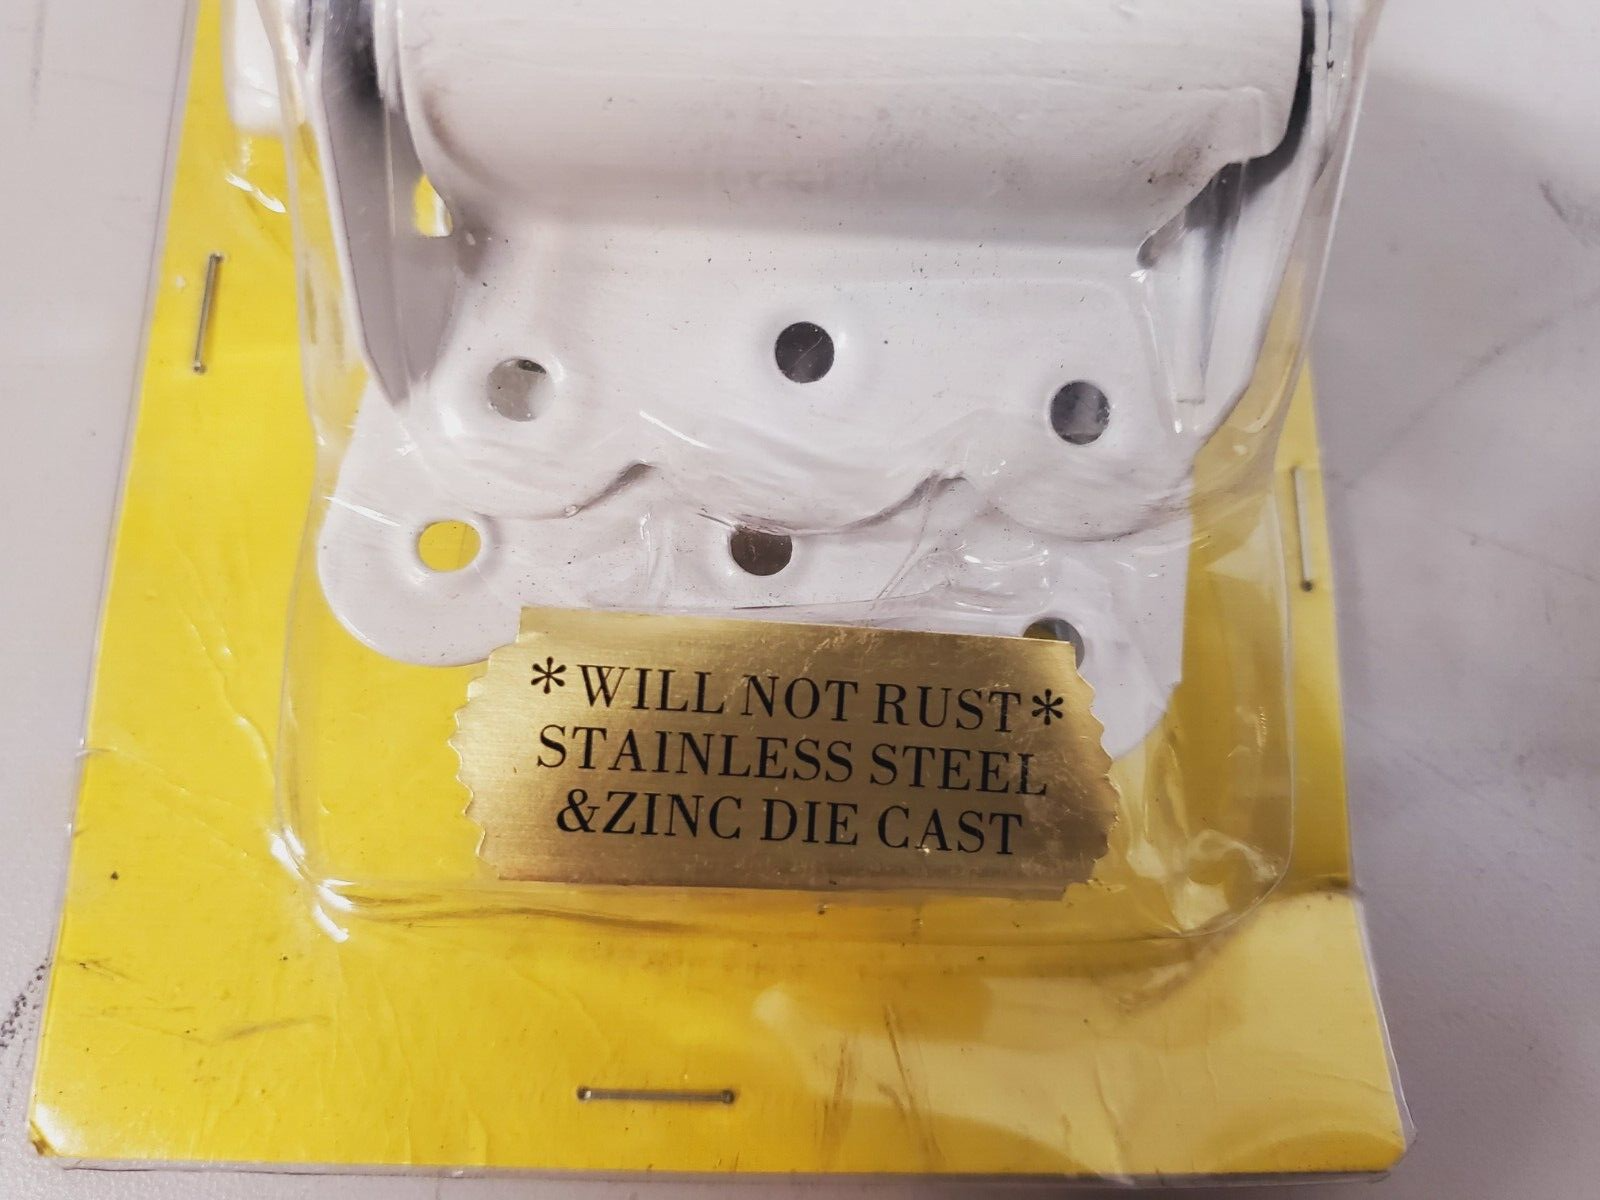 *WILL NOT RUST*
STAINLESS STEEL
&ZINC DIE CAST